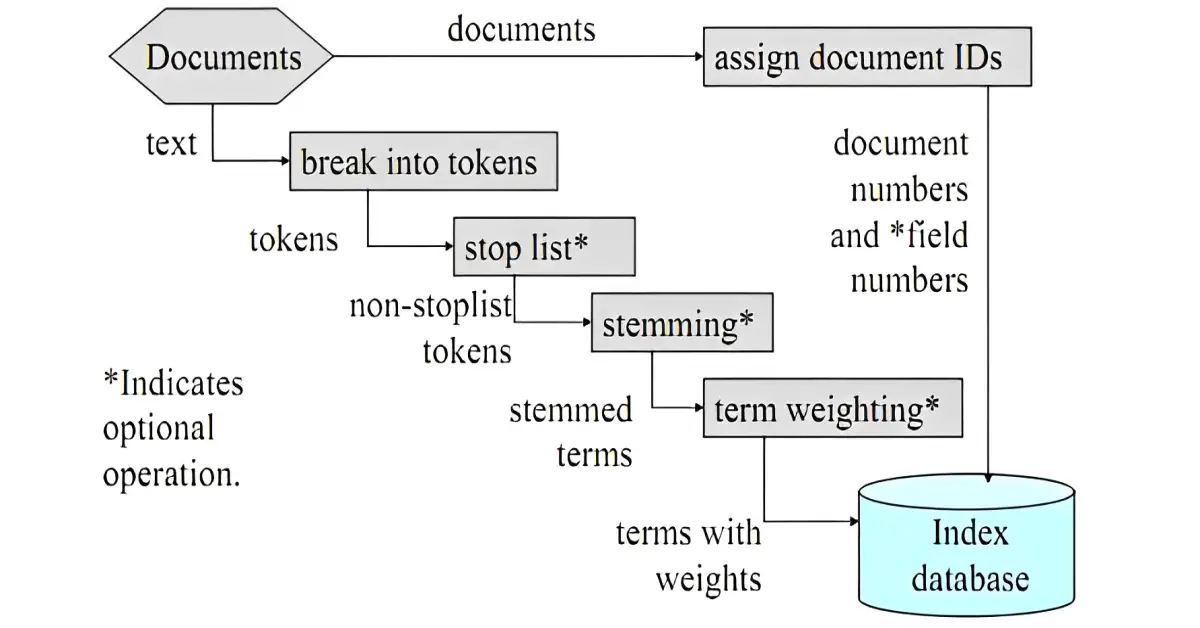 documents
Documents
assign document IDs
text
break into tokens
document
numbers
and *field
numbers
tokens
stop list*
non-stoplist
tokens
stemming*
*Indicates
optional
operation.
stemmed
terms
term weighting*
terms with
weights
Index
database